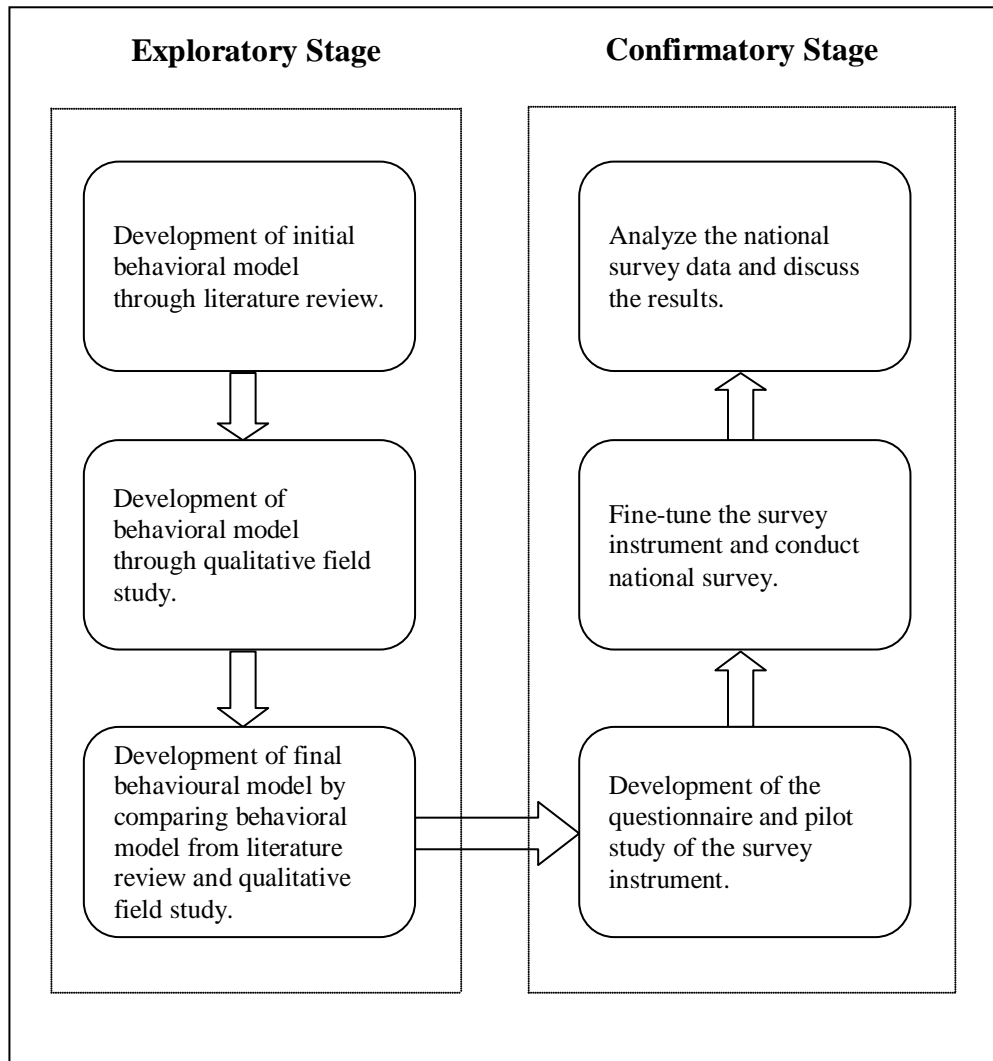 Exploratory Stage
Confirmatory Stage
Development of initial
behavioral model
through literature review.
Development of
behavioral model
through qualitative field
study.
Development of final
behavioural model by
comparing behavioral
model from literature
review and qualitative
field study.
Analyze the national
survey data and discuss
the results.
Fine-tune the survey
instrument and conduct
national survey.
Development of the
questionnaire and pilot
study of the survey
instrument.